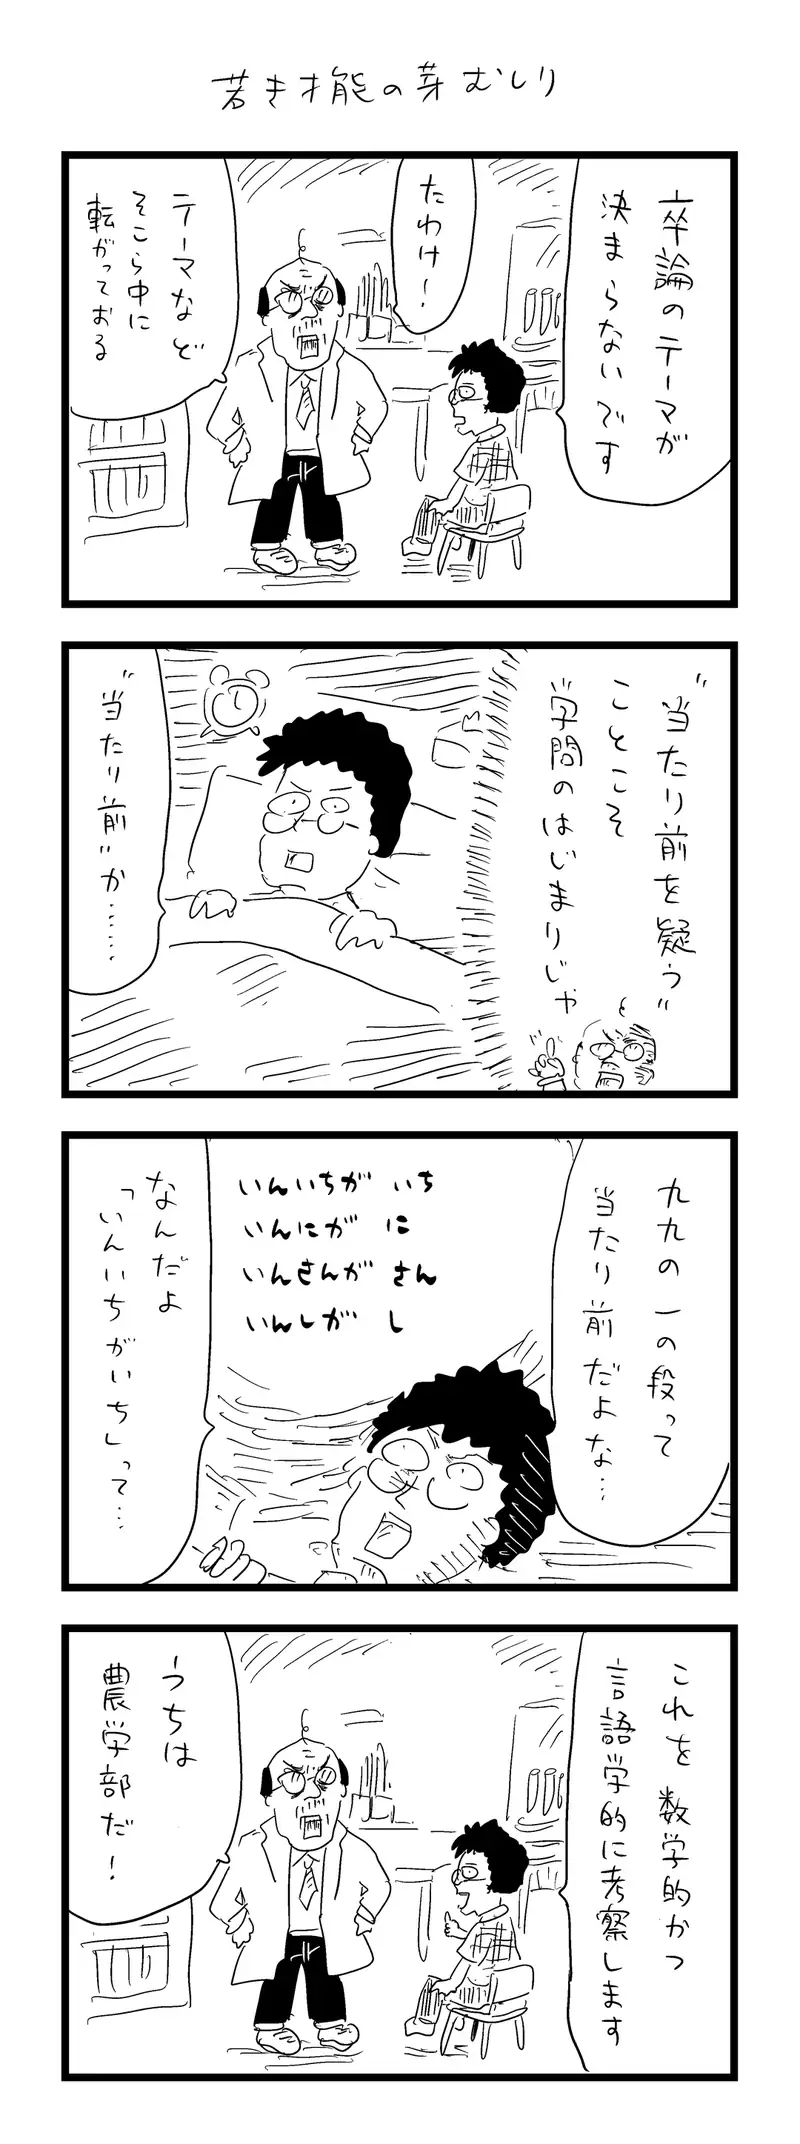 若き才能の芽むしり
卒論のテーマが
決まらないです
たわけ!
テーマなど
そこら中に
転がっておる
"当たり前を疑う"
ことこそ
学問のはじまりじゃ
"当たり前"か……
九九の一の段って
当たり前だよな…
いんいちが いち
いんにが に
いんさんが さん
いんしが し
なんだよ
「いんいちがいち」って…
これを数学的かつ
言語学的に考察します
うちは
農学部だ!